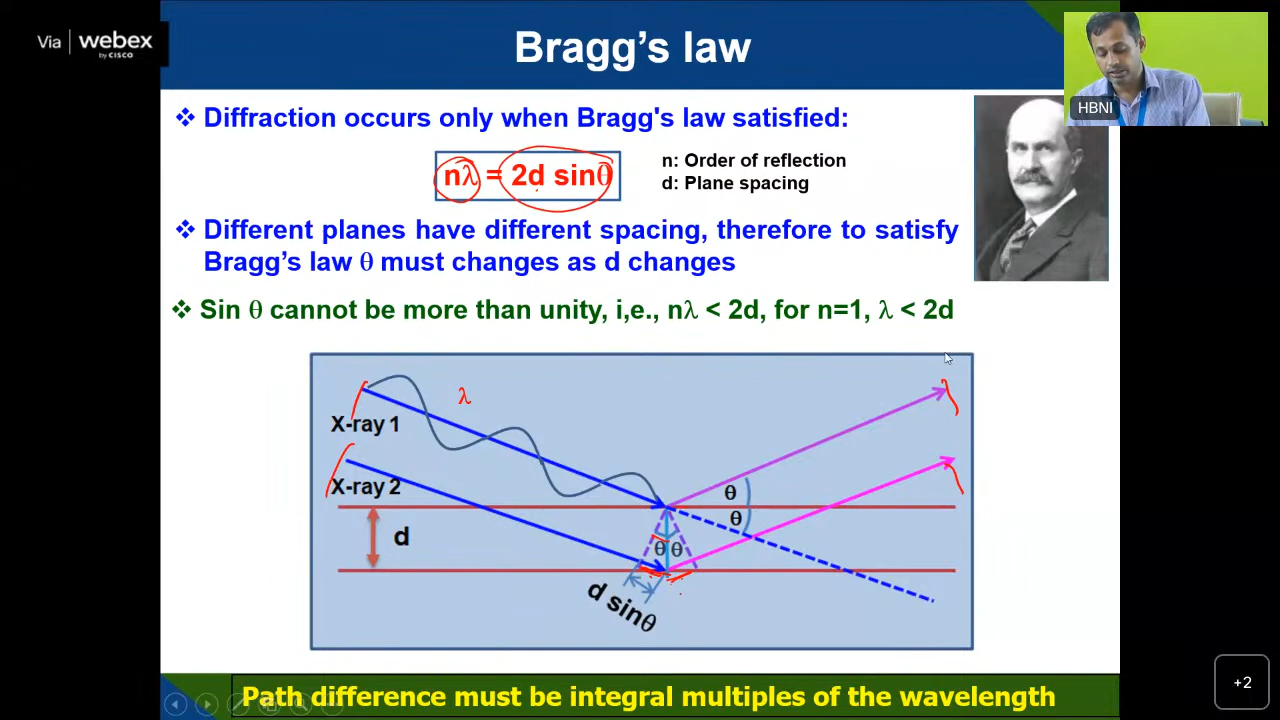 Via webex
by CISCO
Bragg's law
HBNI
❖ Diffraction occurs only when Bragg's law satisfied:
nλ = 2d sinθ
n: Order of reflection
d: Plane spacing
❖ Different planes have different spacing, therefore to satisfy
Bragg's law θ must changes as d changes
❖ Sin θ cannot be more than unity, i,e., nλ < 2d, for n=1, λ < 2d
λ
X-ray 1
X-ray 2
θ
θ
d
θ θ
d sinθ
Path difference must be integral multiples of the wavelength
+2